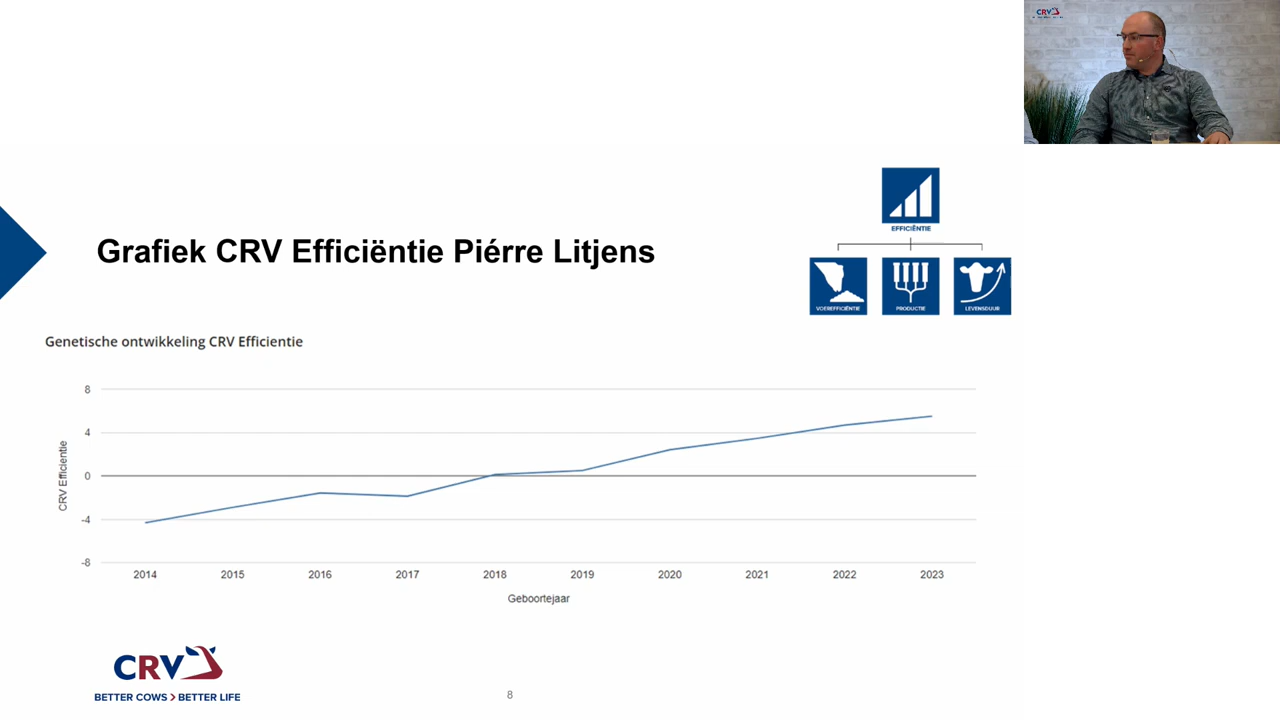 CRV
EFFICIËNTIE
Grafiek CRV Efficiëntie Piérre Litjens
VOEREFFICIËNTIE
PRODUCTIE
LEVENSDUUR
Genetische ontwikkeling CRV Efficientie
8
4
0
-4
-8
CRV Efficientie
2014 2015 2016 2017 2018 2019 2020 2021 2022 2023
Geboortejaar
CRV
BETTER COWS > BETTER LIFE
8